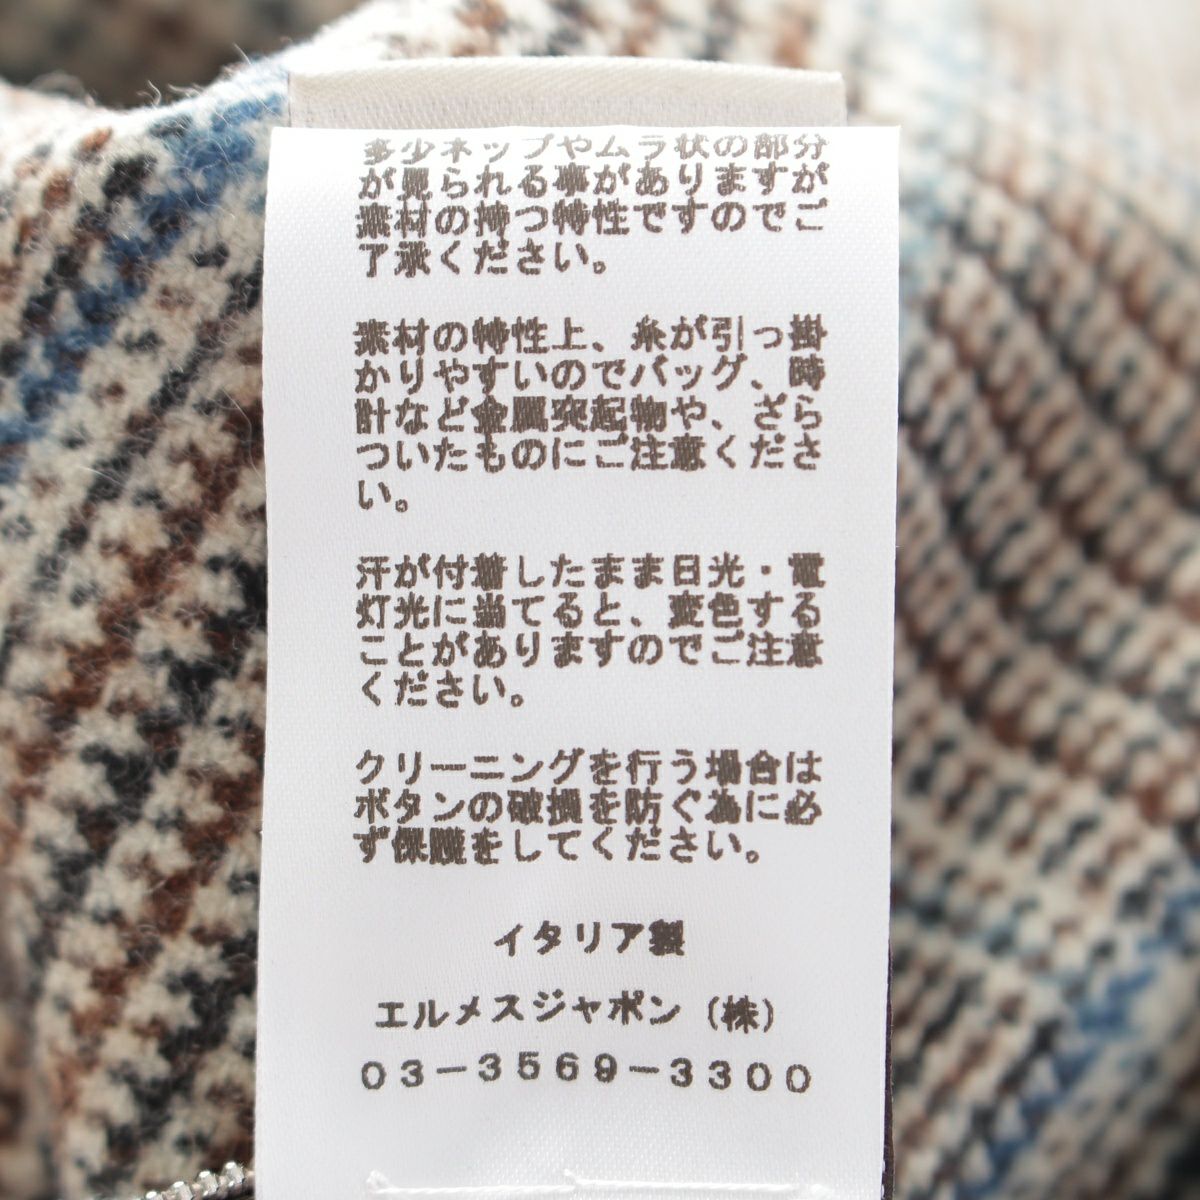 多少ネップやムラ状の部分
が見られる事がありますが
素材の持つ特性ですのでご
了承ください。
素材の特性上、糸が引っ掛
かりやすいのでバッグ、時
計など金属突起物や、ざら
ついたものにご注意くださ
い。
汗が付着したまま日光・電
灯光に当てると、変色する
ことがありますのでご注意
ください。
クリーニングを行う場合は
ボタンの破損を防ぐ為に必
ず保護をしてください。
イタリア製
エルメスジャポン（株）
０３－３５６９－３３００